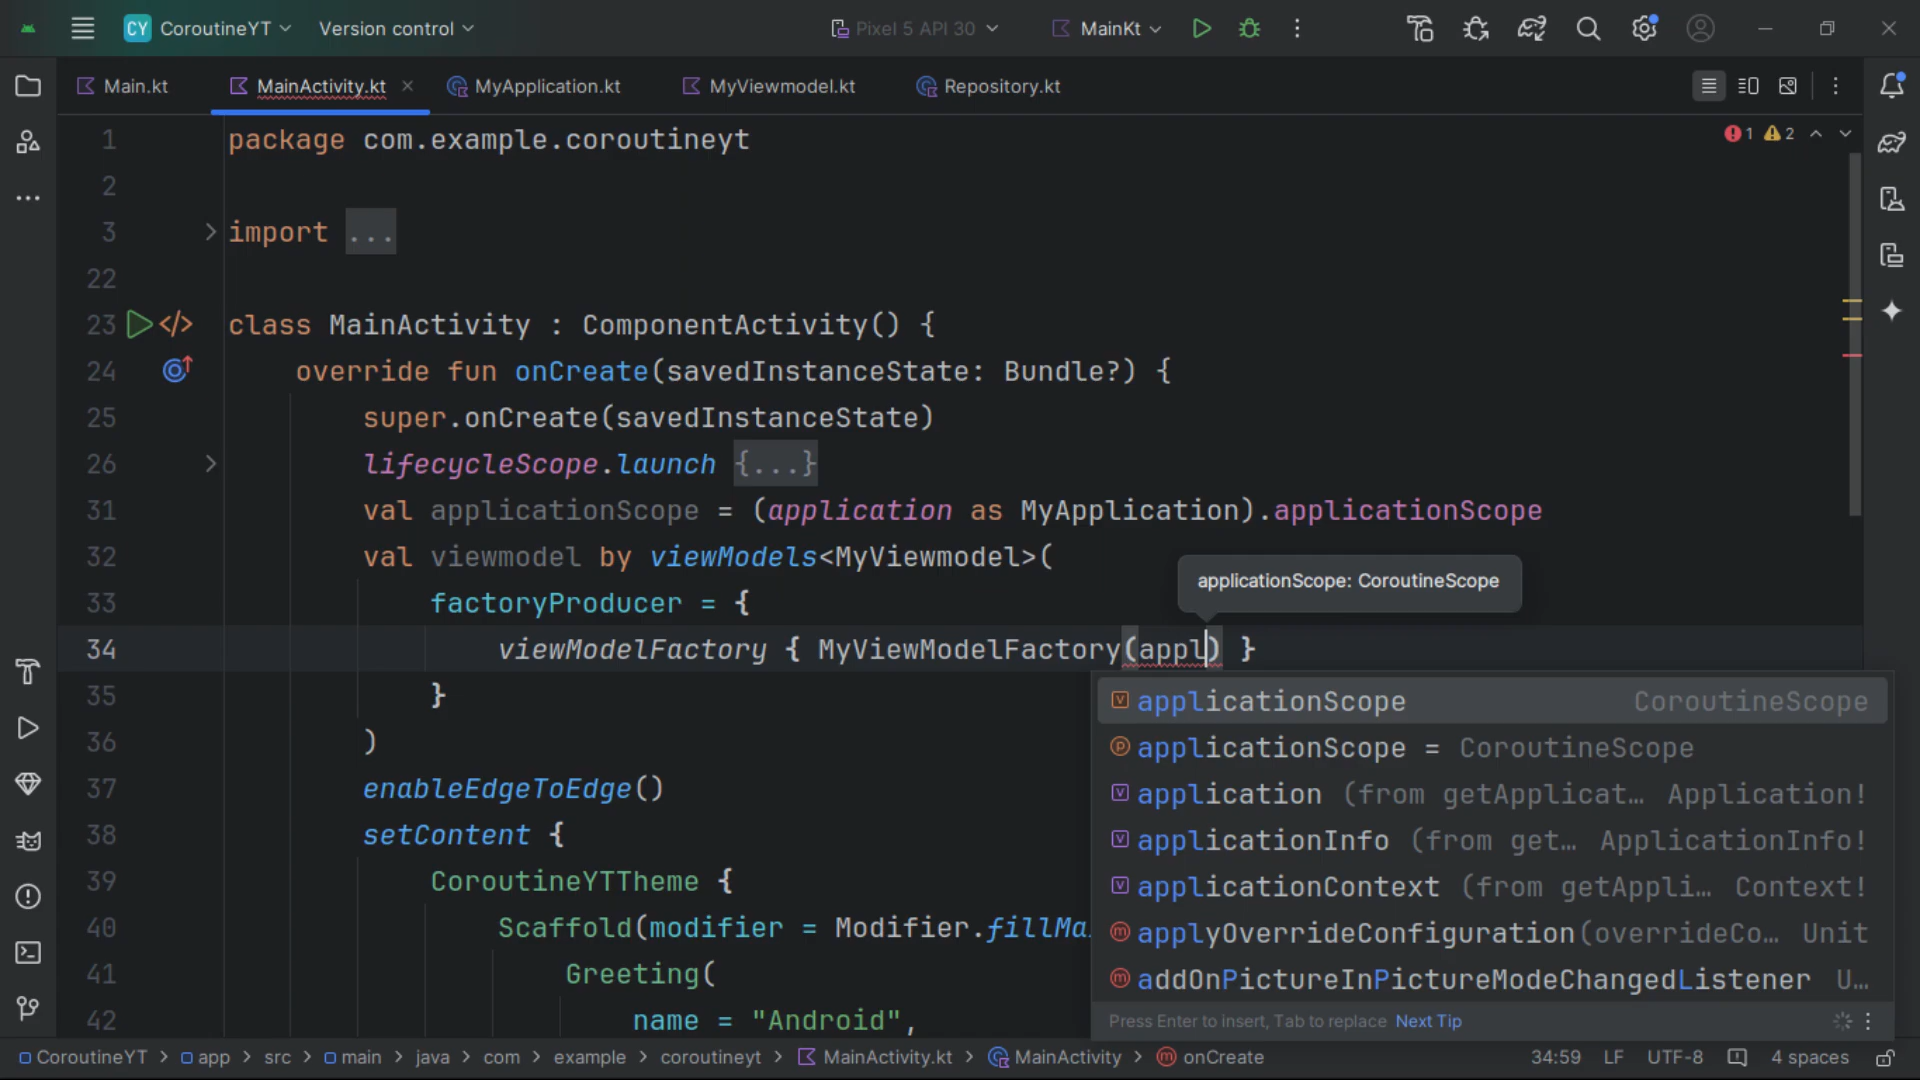 CY CoroutineYT Version control Pixel 5 API 30 MainKt
Main.kt MainActivity.kt MyApplication.kt MyViewmodel.kt Repository.kt
1 package com.example.coroutineyt 1 2
2
3 import ...
22
23 class MainActivity : ComponentActivity() {
24 override fun onCreate(savedInstanceState: Bundle?) {
25 super.onCreate(savedInstanceState)
26 lifecycleScope.launch {...}
31 val applicationScope = (application as MyApplication).applicationScope
32 val viewmodel by viewModels<MyViewmodel>(
applicationScope: CoroutineScope
33 factoryProducer = {
34 viewModelFactory { MyViewModelFactory(appl) }
35 }
36 )
37 enableEdgeToEdge()
38 setContent {
39 CoroutineYTTheme {
40 Scaffold(modifier = Modifier.fillMa
41 Greeting(
42 name = "Android",
applicationScope CoroutineScope
applicationScope = CoroutineScope
application (from getApplicat… Application!
applicationInfo (from get… ApplicationInfo!
applicationContext (from getAppli… Context!
applyOverrideConfiguration(overrideCo… Unit
addOnPictureInPictureModeChangedListener U…
Press Enter to insert, Tab to replace Next Tip
CoroutineYT > app > src > main > java > com > example > coroutineyt > MainActivity.kt > MainActivity > onCreate 34:59 LF UTF-8 4 spaces